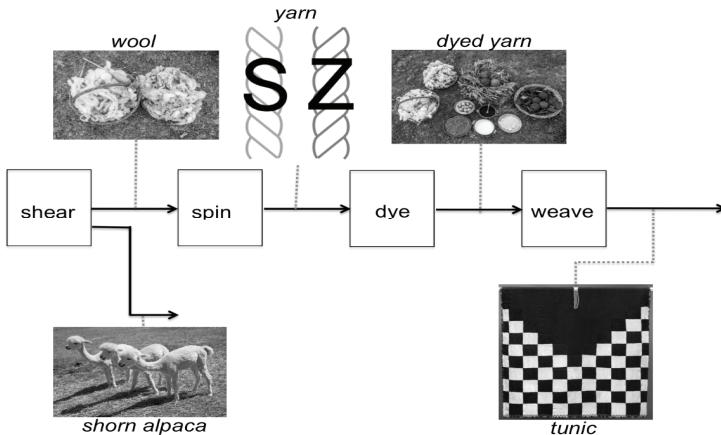 yarn
wool
dyed yarn
S Z
shear
spin
dye
weave
shorn alpaca
tunic